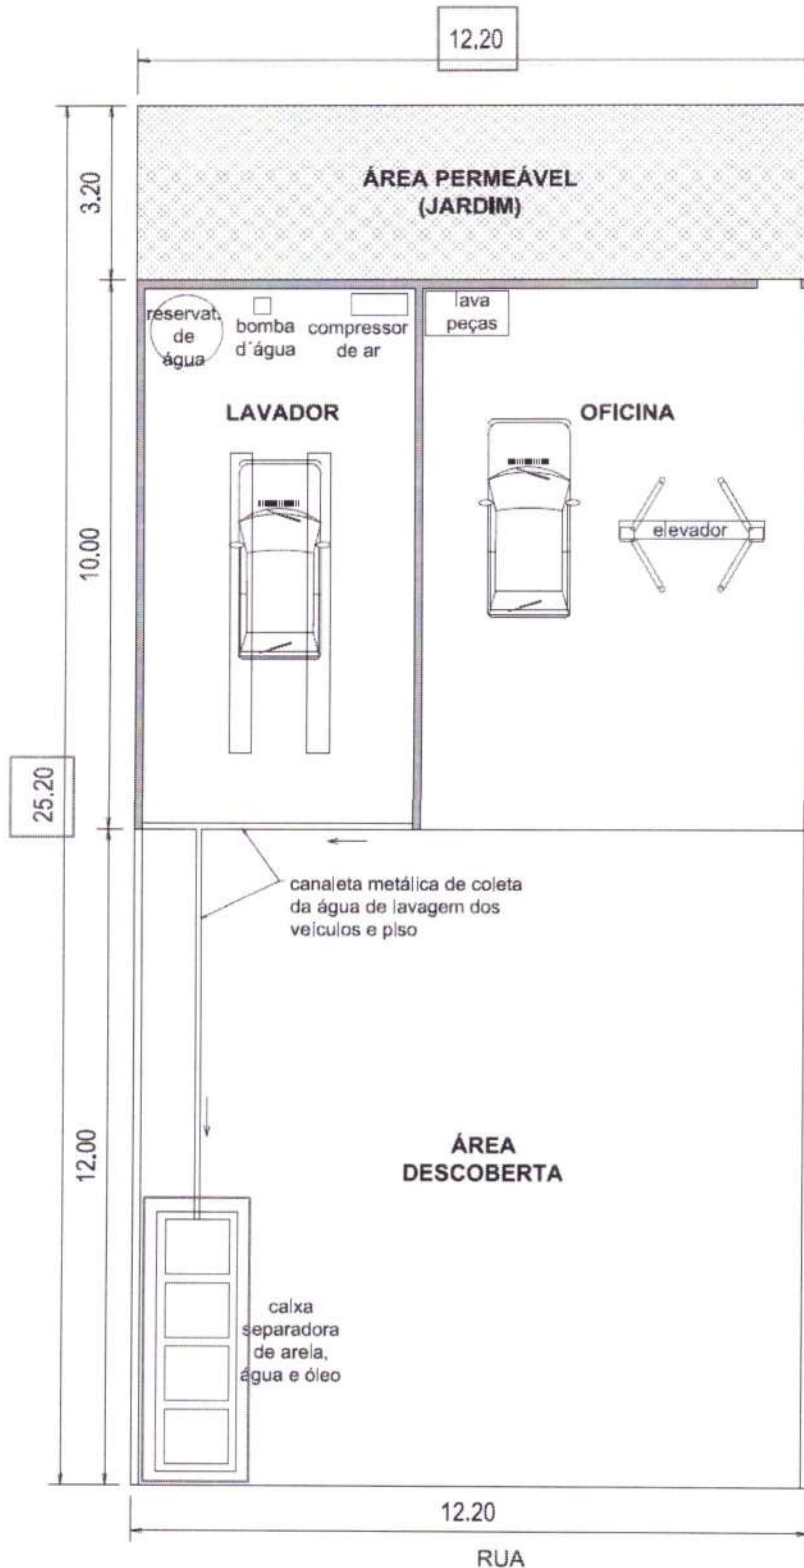 12,20
ÁREA PERMEÁVEL
(JARDIM)
3.20
reservat.
de
água
bomba
d´água
compressor
de ar
lava
peças
LAVADOR
OFICINA
elevador
10.00
25.20
canaleta metálica de coleta
da água de lavagem dos
veículos e piso
12.00
ÁREA
DESCOBERTA
caixa
separadora
de areia,
água e óleo
12.20
RUA